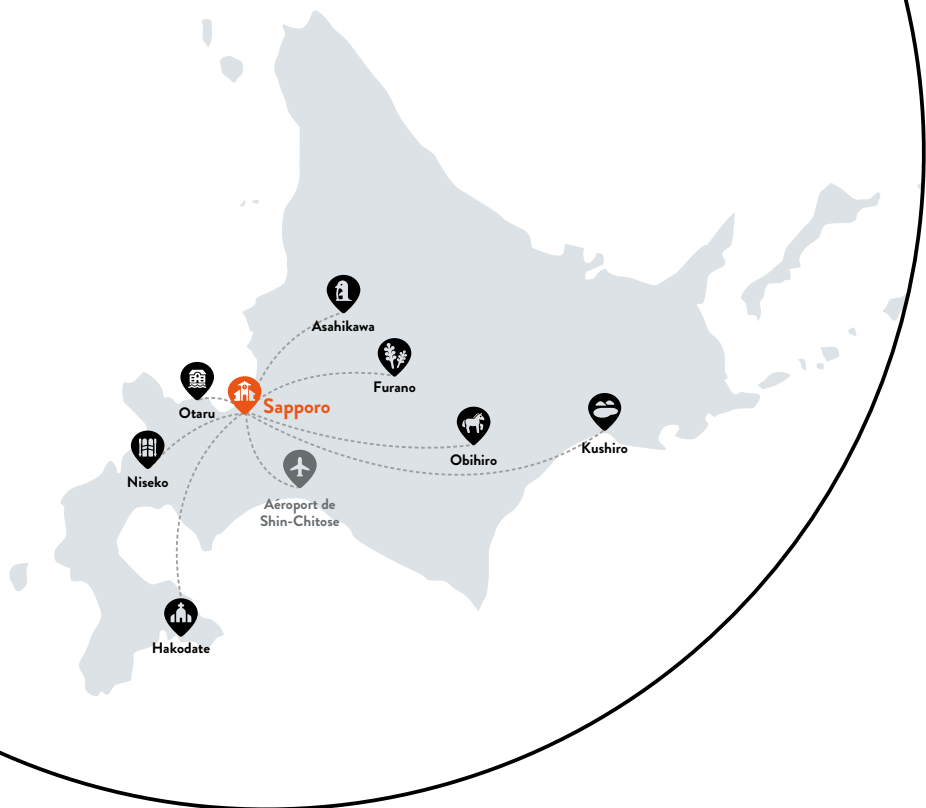 Asahikawa
Furano
Otaru
Sapporo
Kushiro
Obihiro
Niseko
Aéroport de
Shin-Chitose
Hakodate